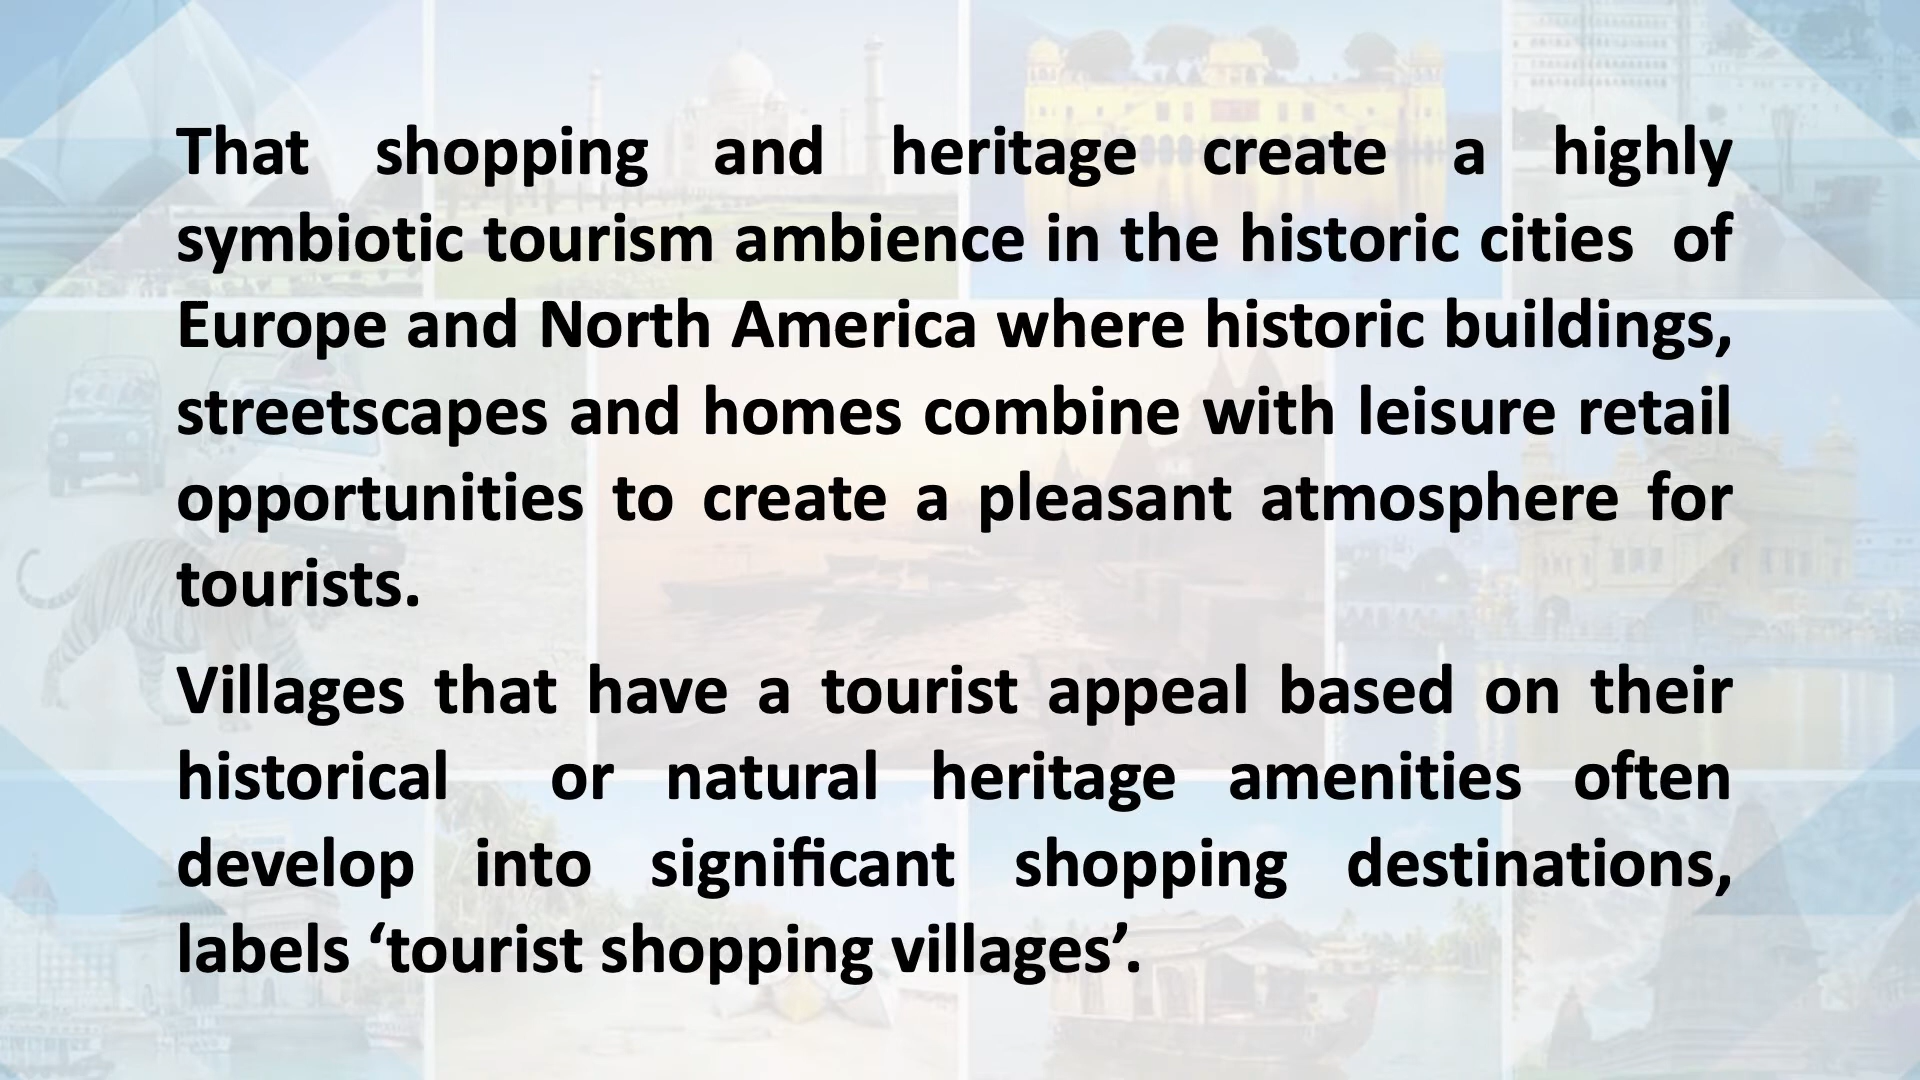 That shopping and heritage create a highly
symbiotic tourism ambience in the historic cities of
Europe and North America where historic buildings,
streetscapes and homes combine with leisure retail
opportunities to create a pleasant atmosphere for
tourists.
Villages that have a tourist appeal based on their
historical or natural heritage amenities often
develop into significant shopping destinations,
labels ‘tourist shopping villages’.